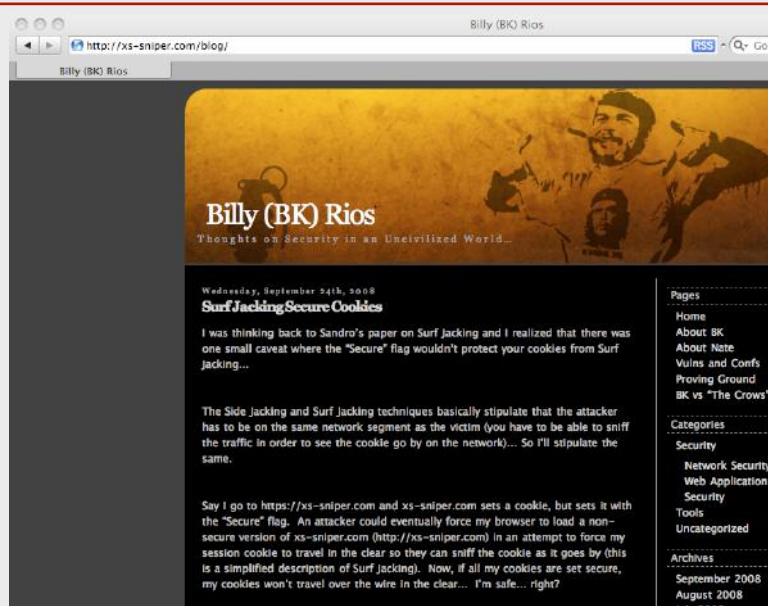 Billy (BK) Rios
http://xs-sniper.com/blog/
RSS
Billy (BK) Rios
Billy (BK) Rios
Thoughts on Security in an Uncivilized World...
Wednesday, September 24th, 2008
Surf Jacking Secure Cookies
I was thinking back to Sandro's paper on Surf Jacking and I realized that there was
one small caveat where the "Secure" flag wouldn't protect your cookies from Surf
Jacking...
The Side Jacking and Surf Jacking techniques basically stipulate that the attacker
has to be on the same network segment as the victim (you have to be able to sniff
the traffic in order to see the cookie go by on the network)... So I'll stipulate the
same.
Say I go to https://xs-sniper.com and xs-sniper.com sets a cookie, but sets it with
the "Secure" flag.  An attacker could eventually force my browser to load a non-
secure version of xs-sniper.com (http://xs-sniper.com) in an attempt to force my
session cookie to travel in the clear so they can sniff the cookie as it goes by (this
is a simplified description of Surf Jacking).  Now, if all my cookies are set secure,
my cookies won't travel over the wire in the clear...  I'm safe... right?
Pages
Home
About BK
About Nate
Vulns and Confs
Proving Ground
BK vs "The Crows"
Categories
Security
Network Security
Web Application
Security
Tools
Uncategorized
Archives
September 2008
August 2008